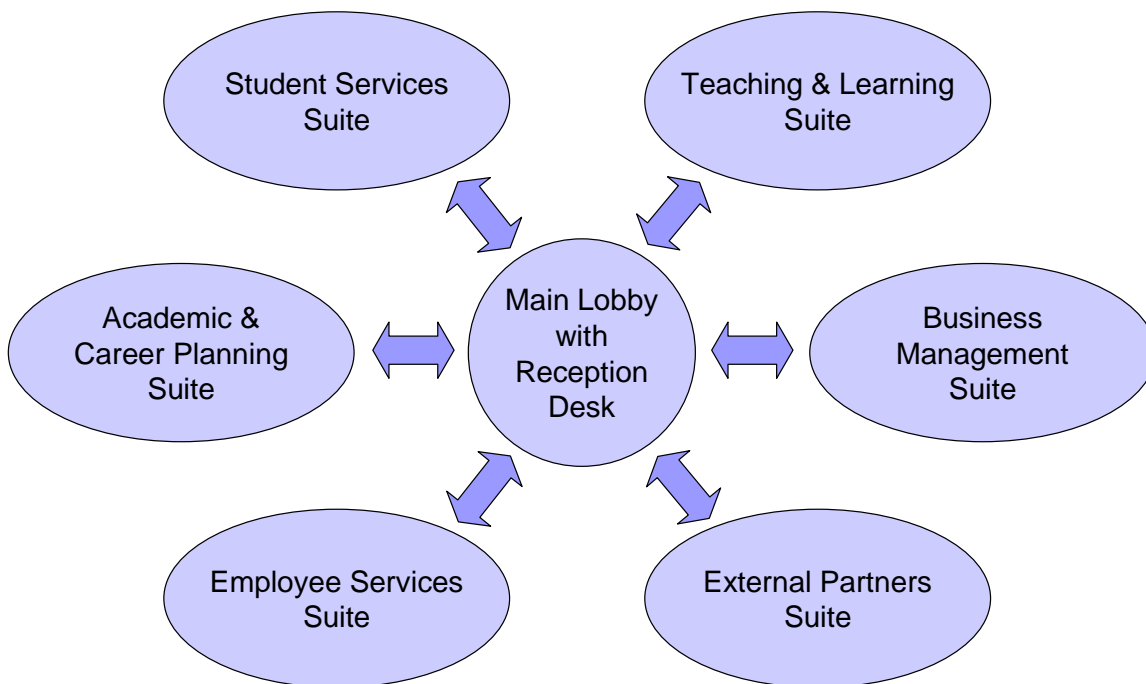 Student Services
Suite
Teaching & Learning
Suite
Academic &
Career Planning
Suite
Main Lobby
with
Reception
Desk
Business
Management
Suite
Employee Services
Suite
External Partners
Suite